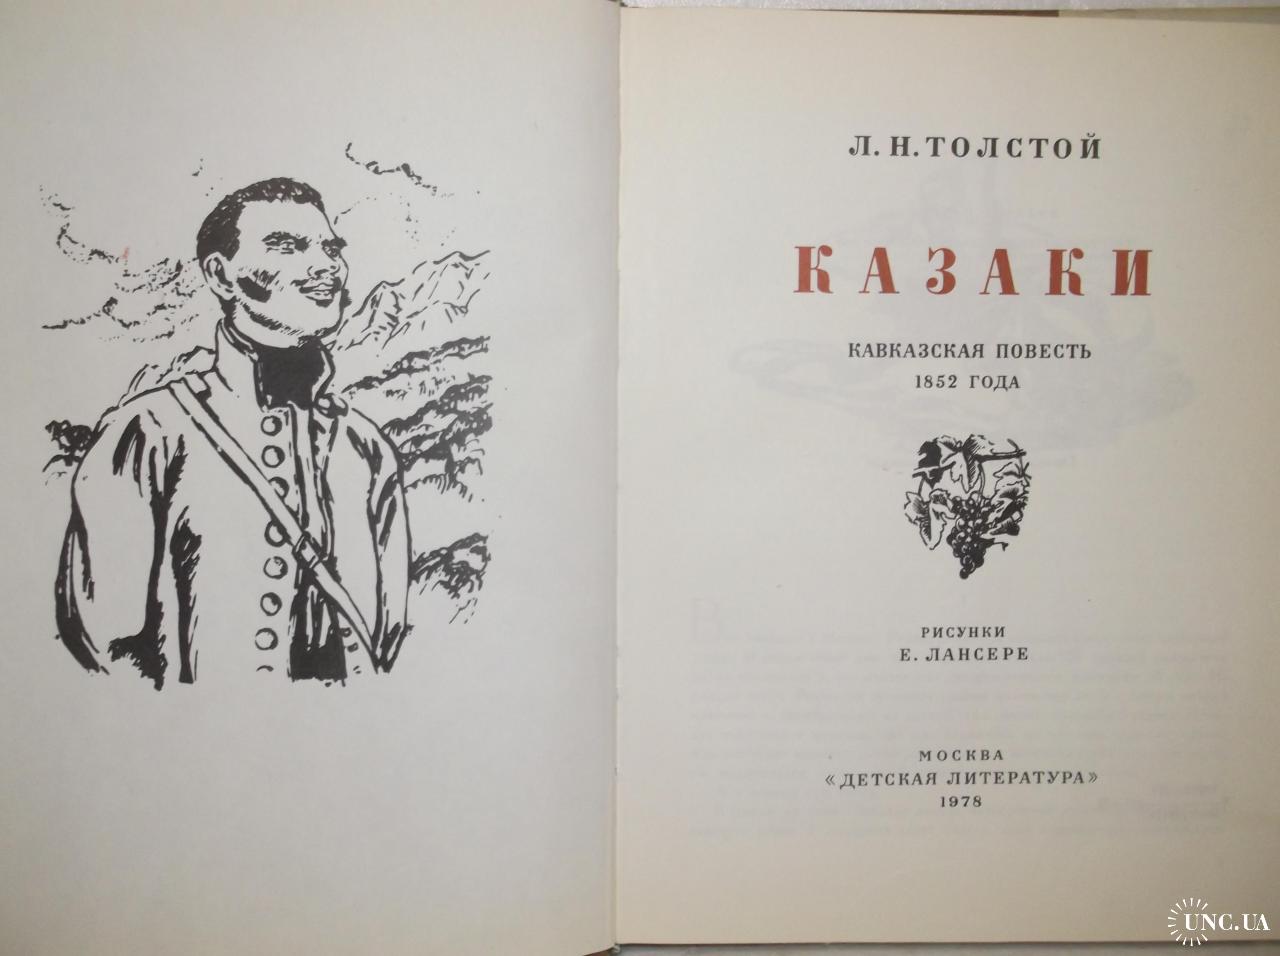 Л. Н. ТОЛСТОЙ
КАЗАКИ
КАВКАЗСКАЯ ПОВЕСТЬ
1852 ГОДА
РИСУНКИ
Е. ЛАНСЕРЕ
МОСКВА
«ДЕТСКАЯ ЛИТЕРАТУРА»
1978
UNC.UA